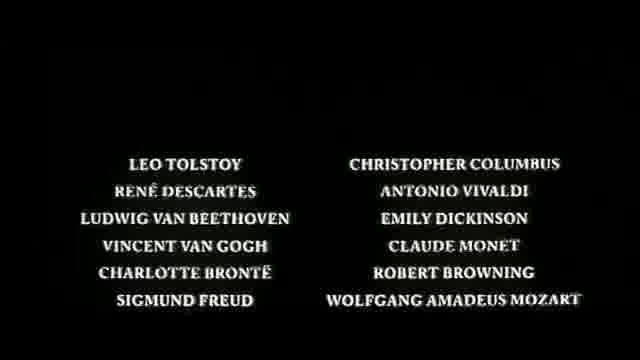 LEO TOLSTOY
RENÉ DESCARTES
LUDWIG VAN BEETHOVEN
VINCENT VAN GOGH
CHARLOTTE BRONTË
SIGMUND FREUD
CHRISTOPHER COLUMBUS
ANTONIO VIVALDI
EMILY DICKINSON
CLAUDE MONET
ROBERT BROWNING
WOLFGANG AMADEUS MOZART